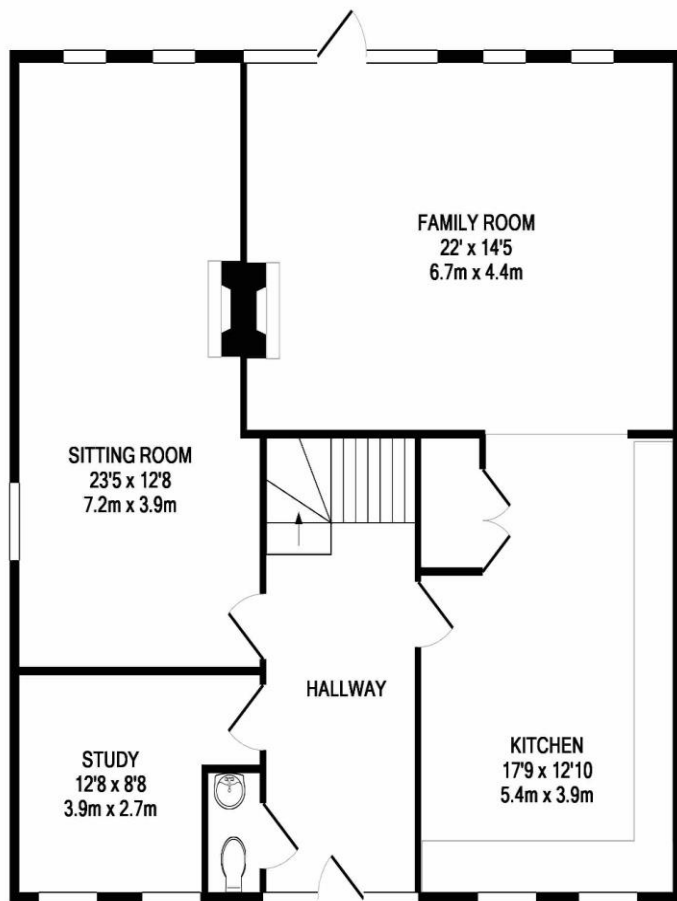 FAMILY ROOM
22' x 14'5
6.7m x 4.4m
SITTING ROOM
23'5 x 12'8
7.2m x 3.9m
HALLWAY
STUDY
12'8 x 8'8
3.9m x 2.7m
KITCHEN
17'9 x 12'10
5.4m x 3.9m